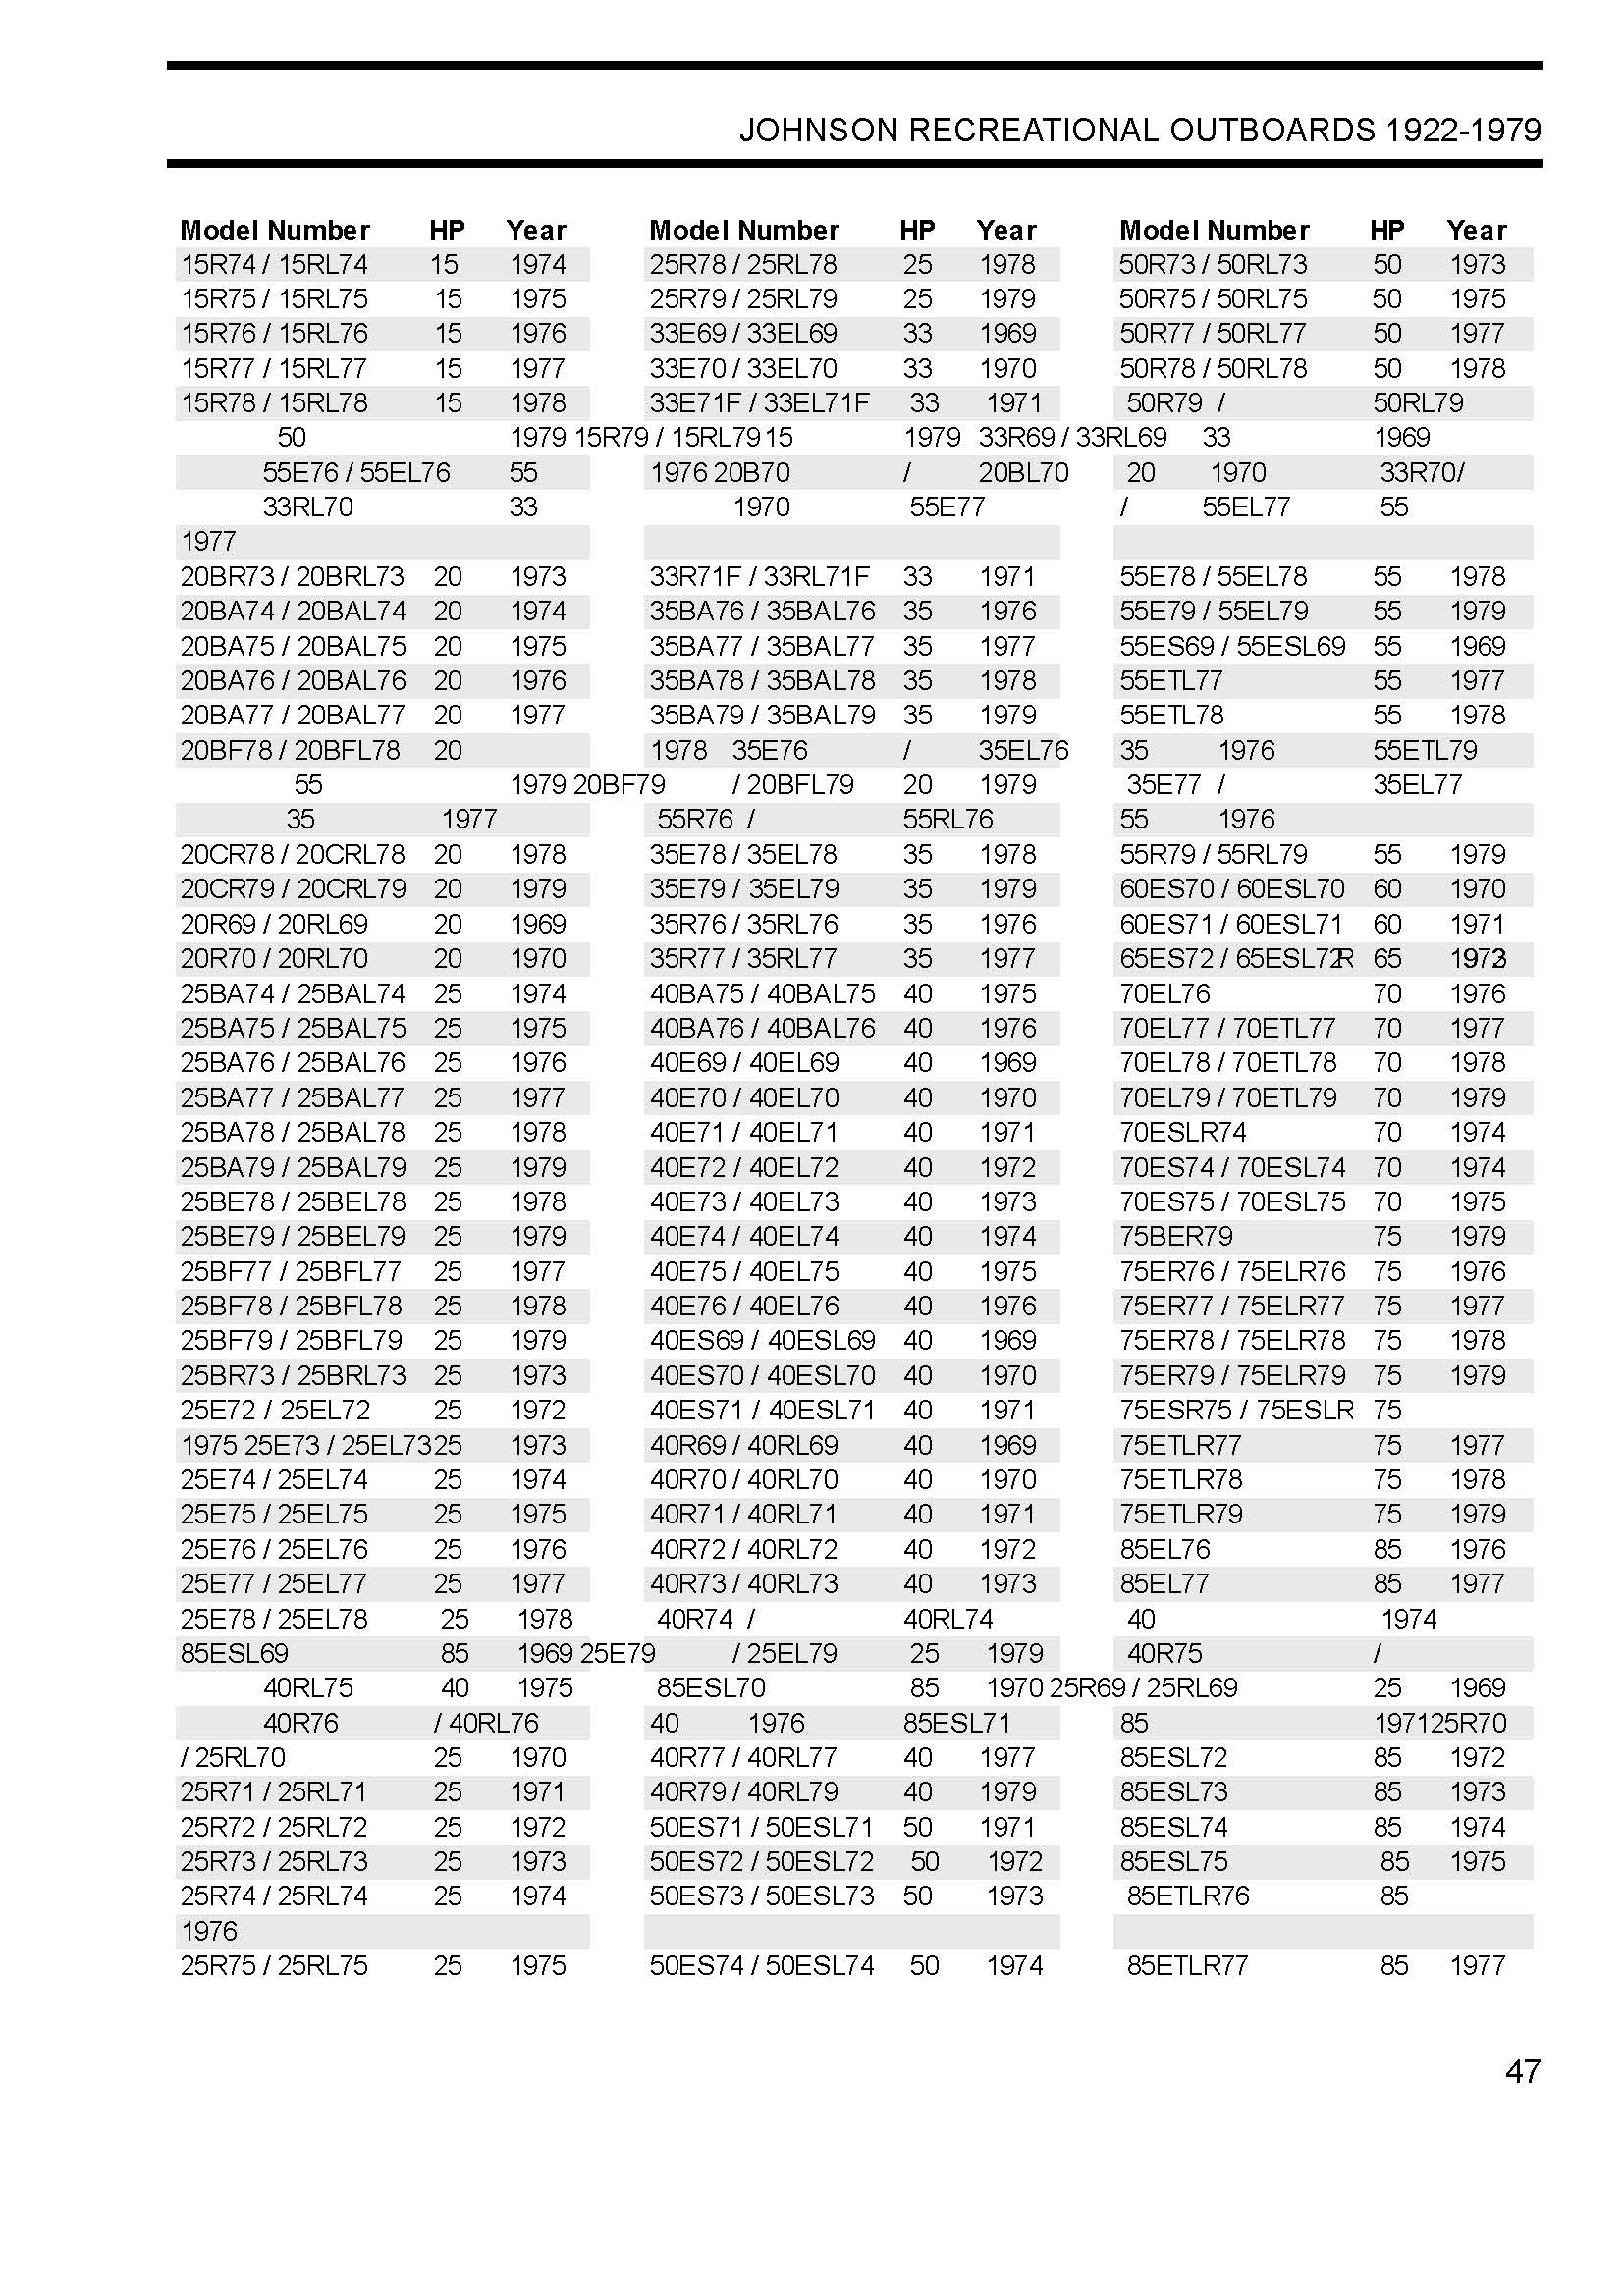 JOHNSON RECREATIONAL OUTBOARDS 1922-1979
Model Number HP Year Model Number HP Year Model Number HP Year
15R74 / 15RL74 15 1974 25R78 / 25RL78 25 1978 50R73 / 50RL73 50 1973
15R75 / 15RL75 15 1975 25R79 / 25RL79 25 1979 50R75 / 50RL75 50 1975
15R76 / 15RL76 15 1976 33E69 / 33EL69 33 1969 50R77 / 50RL77 50 1977
15R77 / 15RL77 15 1977 33E70 / 33EL70 33 1970 50R78 / 50RL78 50 1978
15R78 / 15RL78 15 1978 33E71F / 33EL71F 33 1971 50R79 / 50RL79
50 1979 15R79 / 15RL79 15 1979 33R69 / 33RL69 33 1969
55E76 / 55EL76 55 1976 20B70 / 20BL70 20 1970 33R70/
33RL70 33 1970 55E77 / 55EL77 55
1977
20BR73 / 20BRL73 20 1973 33R71F / 33RL71F 33 1971 55E78 / 55EL78 55 1978
20BA74 / 20BAL74 20 1974 35BA76 / 35BAL76 35 1976 55E79 / 55EL79 55 1979
20BA75 / 20BAL75 20 1975 35BA77 / 35BAL77 35 1977 55ES69 / 55ESL69 55 1969
20BA76 / 20BAL76 20 1976 35BA78 / 35BAL78 35 1978 55ETL77 55 1977
20BA77 / 20BAL77 20 1977 35BA79 / 35BAL79 35 1979 55ETL78 55 1978
20BF78 / 20BFL78 20 1978 35E76 / 35EL76 35 1976 55ETL79
55 1979 20BF79 / 20BFL79 20 1979 35E77 / 35EL77
35 1977 55R76 / 55RL76 55 1976
20CR78 / 20CRL78 20 1978 35E78 / 35EL78 35 1978 55R79 / 55RL79 55 1979
20CR79 / 20CRL79 20 1979 35E79 / 35EL79 35 1979 60ES70 / 60ESL70 60 1970
20R69 / 20RL69 20 1969 35R76 / 35RL76 35 1976 60ES71 / 60ESL71 60 1971
20R70 / 20RL70 20 1970 35R77 / 35RL77 35 1977 65ES72 / 65
25BA74 / 25BAL74 25 1974 40BA75 / 40BAL75 40 1975 70EL76 70 1976
25BA75 / 25BAL75 25 1975 40BA76 / 40BAL76 40 1976 70EL77 / 70ETL77 70 1977
25BA76 / 25BAL76 25 1976 40E69 / 40EL69 40 1969 70EL78 / 70ETL78 70 1978
25BA77 / 25BAL77 25 1977 40E70 / 40EL70 40 1970 70EL79 / 70ETL79 70 1979
25BA78 / 25BAL78 25 1978 40E71 / 40EL71 40 1971 70ESLR74 70 1974
25BA79 / 25BAL79 25 1979 40E72 / 40EL72 40 1972 70ES74 / 70ESL74 70 1974
25BE78 / 25BEL78 25 1978 40E73 / 40EL73 40 1973 70ES75 / 70ESL75 70 1975
25BE79 / 25BEL79 25 1979 40E74 / 40EL74 40 1974 75BER79 75 1979
25BF77 / 25BFL77 25 1977 40E75 / 40EL75 40 1975 75ER76 / 75ELR76 75 1976
25BF78 / 25BFL78 25 1978 40E76 / 40EL76 40 1976 75ER77 / 75ELR77 75 1977
25BF79 / 25BFL79 25 1979 40ES69 / 40ESL69 40 1969 75ER78 / 75ELR78 75 1978
25BR73 / 25BRL73 25 1973 40ES70 / 40ESL70 40 1970 75ER79 / 75ELR79 75 1979
25E72 / 25EL72 25 1972 40ES71 / 40ESL71 40 1971 75ESR75 / 75ESLR 75
1975 25E73 / 25EL73 25 1973 40R69 / 40RL69 40 1969 75ETLR77 75 1977
25E74 / 25EL74 25 1974 40R70 / 40RL70 40 1970 75ETLR78 75 1978
25E75 / 25EL75 25 1975 40R71 / 40RL71 40 1971 75ETLR79 75 1979
25E76 / 25EL76 25 1976 40R72 / 40RL72 40 1972 85EL76 85 1976
25E77 / 25EL77 25 1977 40R73 / 40RL73 40 1973 85EL77 85 1977
25E78 / 25EL78 25 1978 40R74 / 40RL74 40 1974
85ESL69 85 1969 25E79 / 25EL79 25 1979 40R75 /
40RL75 40 1975 85ESL70 85 1970 25R69 / 25RL69 25 1969
40R76 / 40RL76 40 1976 85ESL71 85 197125R70
/ 25RL70 25 1970 40R77 / 40RL77 40 1977 85ESL72 85 1972
25R71 / 25RL71 25 1971 40R79 / 40RL79 40 1979 85ESL73 85 1973
25R72 / 25RL72 25 1972 50ES71 / 50ESL71 50 1971 85ESL74 85 1974
25R73 / 25RL73 25 1973 50ES72 / 50ESL72 50 1972 85ESL75 85 1975
25R74 / 25RL74 25 1974 50ES73 / 50ESL73 50 1973 85ETLR76 85
1976
25R75 / 25RL75 25 1975 50ES74 / 50ESL74 50 1974 85ETLR77 85 1977
47